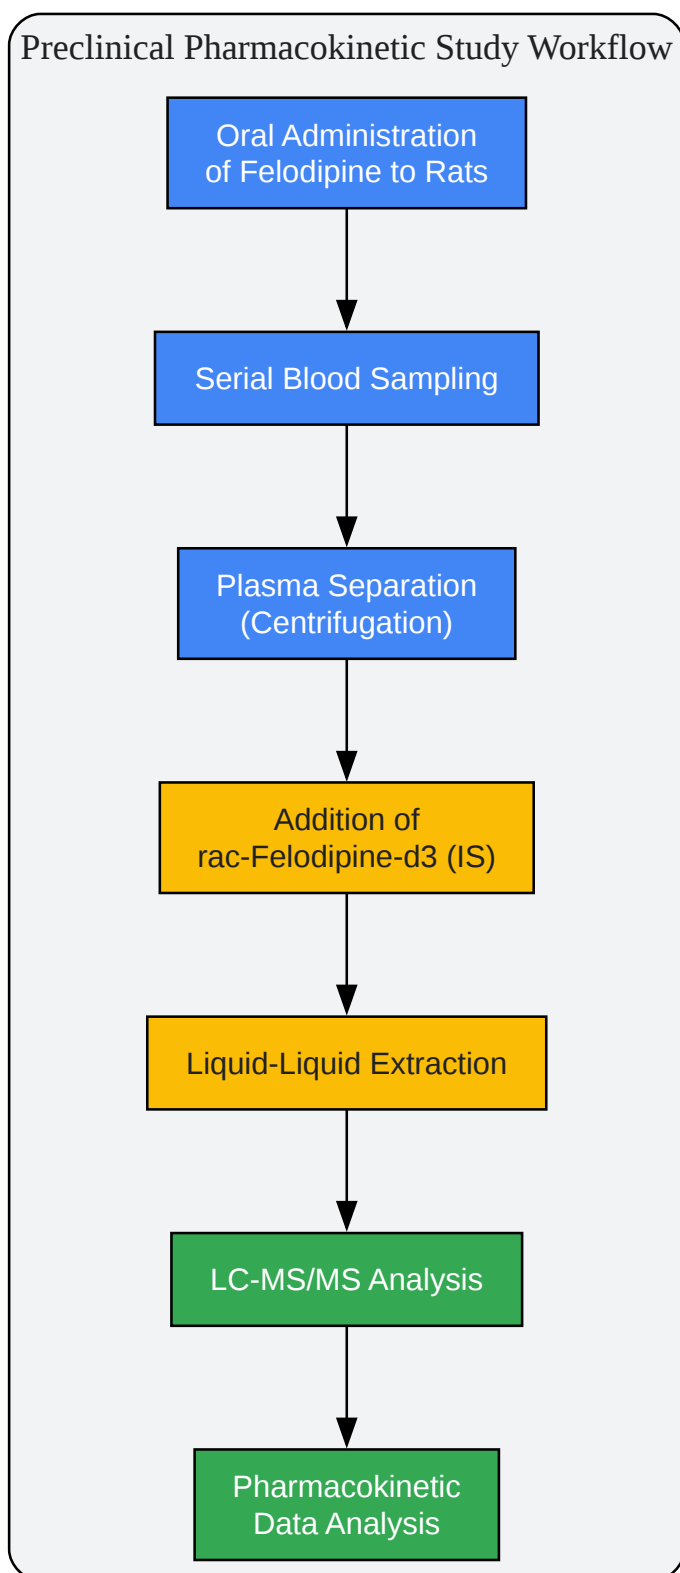 Preclinical Pharmacokinetic Study Workflow
Oral Administration
of Felodipine to Rats
Serial Blood Sampling
Plasma Separation
(Centrifugation)
Addition of
rac-Felodipine-d3 (IS)
Liquid-Liquid Extraction
LC-MS/MS Analysis
Pharmacokinetic
Data Analysis